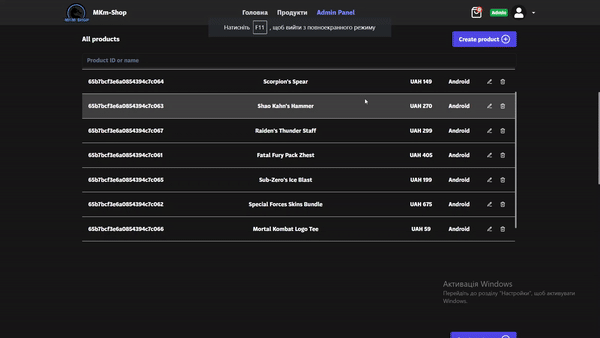 MKm-Shop
Головна
Продукти
Admin Panel
Admin
Натисніть F11 , щоб вийти з повноекранного режиму
All products
Create product
Product ID or name
65b7bcf3e6a0854394c7c064 Scorpion's Spear UAH 149 Android
65b7bcf3e6a0854394c7c063 Shao Kahn's Hammer UAH 270 Android
65b7bcf3e6a0854394c7c067 Raiden's Thunder Staff UAH 299 Android
65b7bcf3e6a0854394c7c061 Fatal Fury Pack Zhest UAH 405 Android
65b7bcf3e6a0854394c7c065 Sub-Zero's Ice Blast UAH 199 Android
65b7bcf3e6a0854394c7c062 Special Forces Skins Bundle UAH 675 Android
65b7bcf3e6a0854394c7c066 Mortal Kombat Logo Tee UAH 59 Android
Активація Windows
Перейдіть до розділу "Настройки", щоб активувати
Windows.